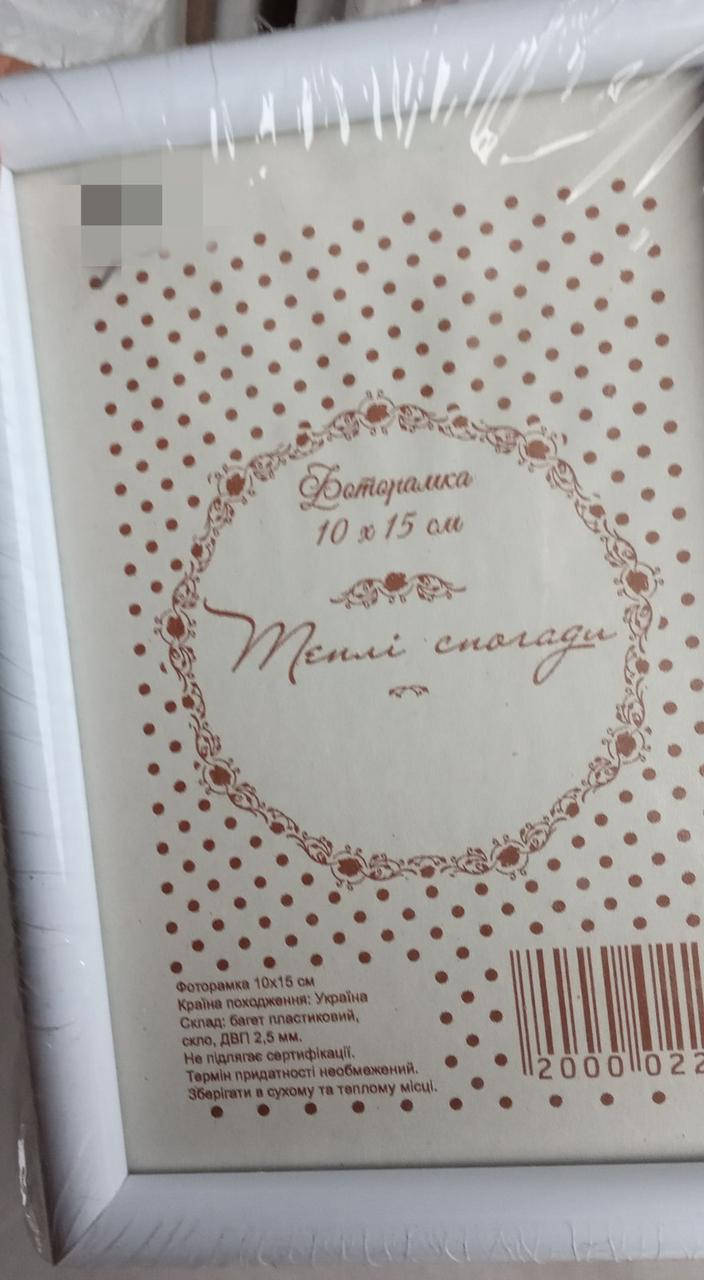 Фоторамка
10 х 15 см
Теплі спогади
Фоторамка 10х15 см
Країна походження: Україна
Склад: багет пластиковий,
скло, ДВП 2,5 мм.
Не підлягає сертифікації.
Термін придатності необмежений.
Зберігати в сухому та теплому місці.
2000 022